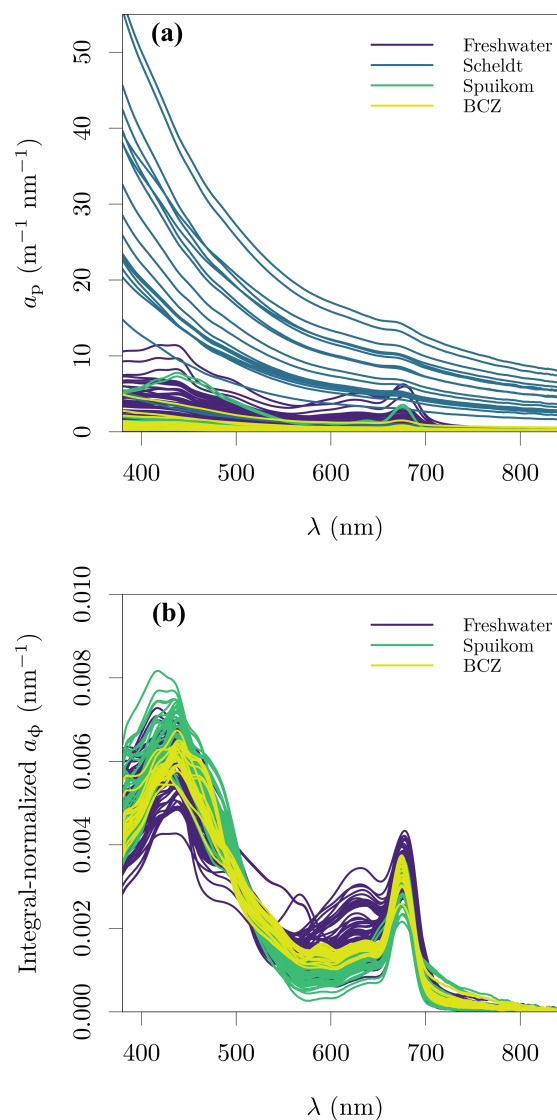 (a)
Freshwater
Scheldt
Spuikom
BCZ
50
40
30
20
10
0
aₚ (m⁻¹ nm⁻¹)
400 500 600 700 800
λ (nm)
(b)
Freshwater
Spuikom
BCZ
0.010
0.008
0.006
0.004
0.002
0.000
Integral-normalized a_Φ (nm⁻¹)
400 500 600 700 800
λ (nm)